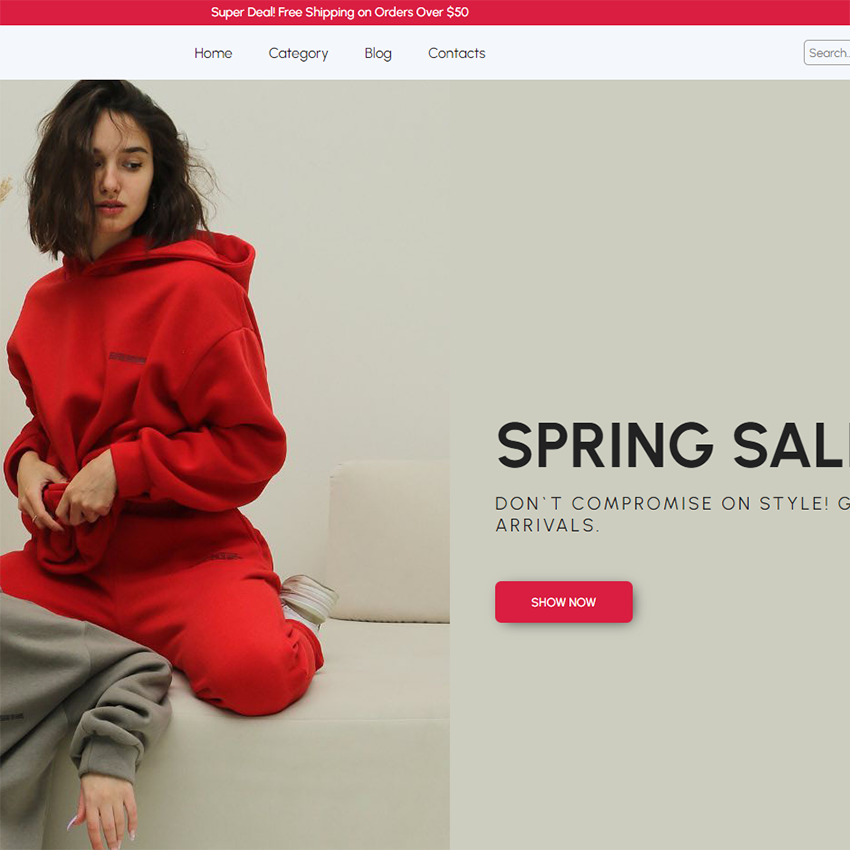 Super Deal! Free Shipping on Orders Over $50
Home Category Blog Contacts Search..
SPRING SAL
DON`T COMPROMISE ON STYLE! G
ARRIVALS.
SHOW NOW